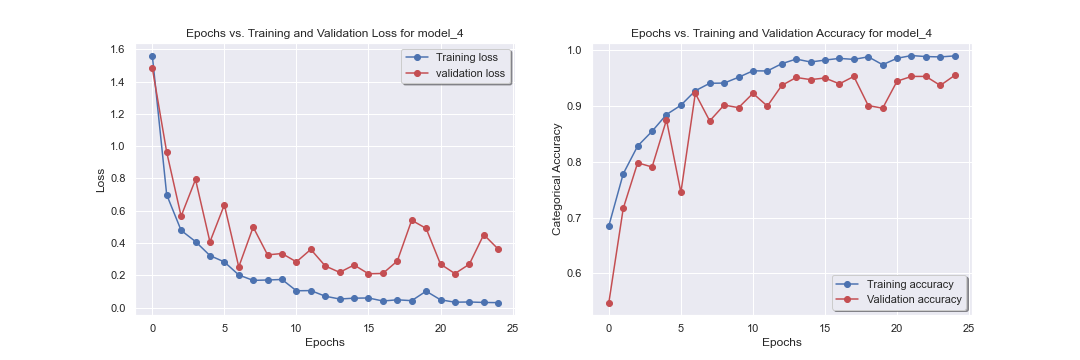 Epochs vs. Training and Validation Loss for model_4
1.6
1.4
1.2
1.0
0.8
0.6
0.4
0.2
0.0
Loss
Training loss
validation loss
0 5 10 15 20 25
Epochs
Epochs vs. Training and Validation Accuracy for model_4
1.0
0.9
0.8
0.7
0.6
Categorical Accuracy
Training accuracy
Validation accuracy
0 5 10 15 20 25
Epochs